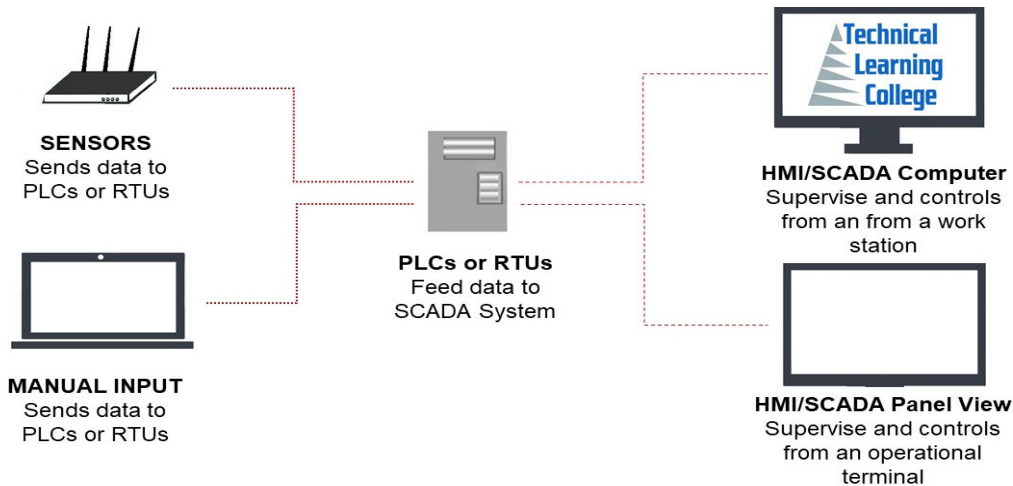 SENSORS
Sends data to
PLCs or RTUs
MANUAL INPUT
Sends data to
PLCs or RTUs
PLCs or RTUs
Feed data to
SCADA System
Technical
Learning
College
HMI/SCADA Computer
Supervise and controls
from an from a work
station
HMI/SCADA Panel View
Supervise and controls
from an operational
terminal